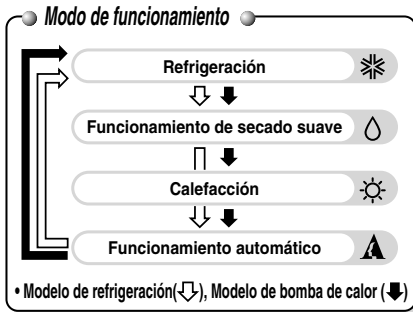 Modo de funcionamiento
Refrigeración
Funcionamiento de secado suave
Calefacción
Funcionamiento automático
• Modelo de refrigeración(), Modelo de bomba de calor ()